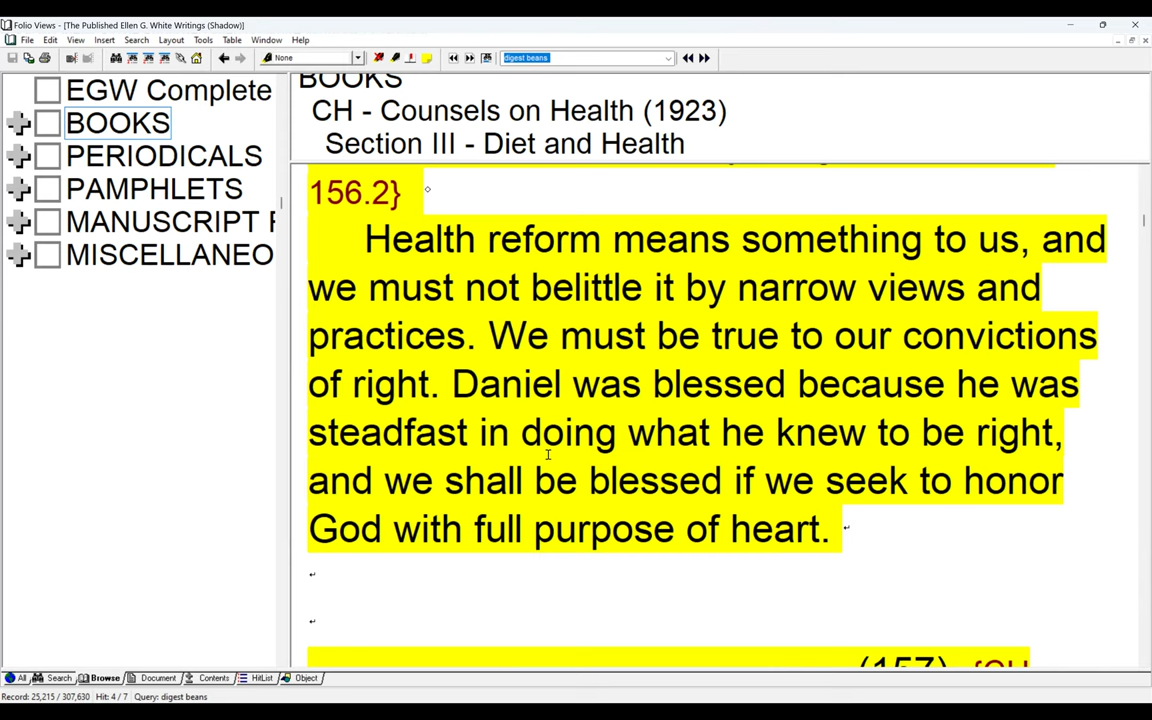 Folio Views - [The Published Ellen G. White Writings (Shadow)]
File Edit View Insert Search Layout Tools Table Window Help
None
digest beans
EGW Complete
BOOKS
PERIODICALS
PAMPHLETS
MANUSCRIPT
MISCELLANEO
BOOKS
CH - Counsels on Health (1923)
Section III - Diet and Health
156.2}
Health reform means something to us, and
we must not belittle it by narrow views and
practices. We must be true to our convictions
of right. Daniel was blessed because he was
steadfast in doing what he knew to be right,
and we shall be blessed if we seek to honor
God with full purpose of heart.
(157) {CH
All Search Browse Document Contents HitList Object
Record: 25,215 / 307,630 Hit: 4 / 7 Query: digest beans